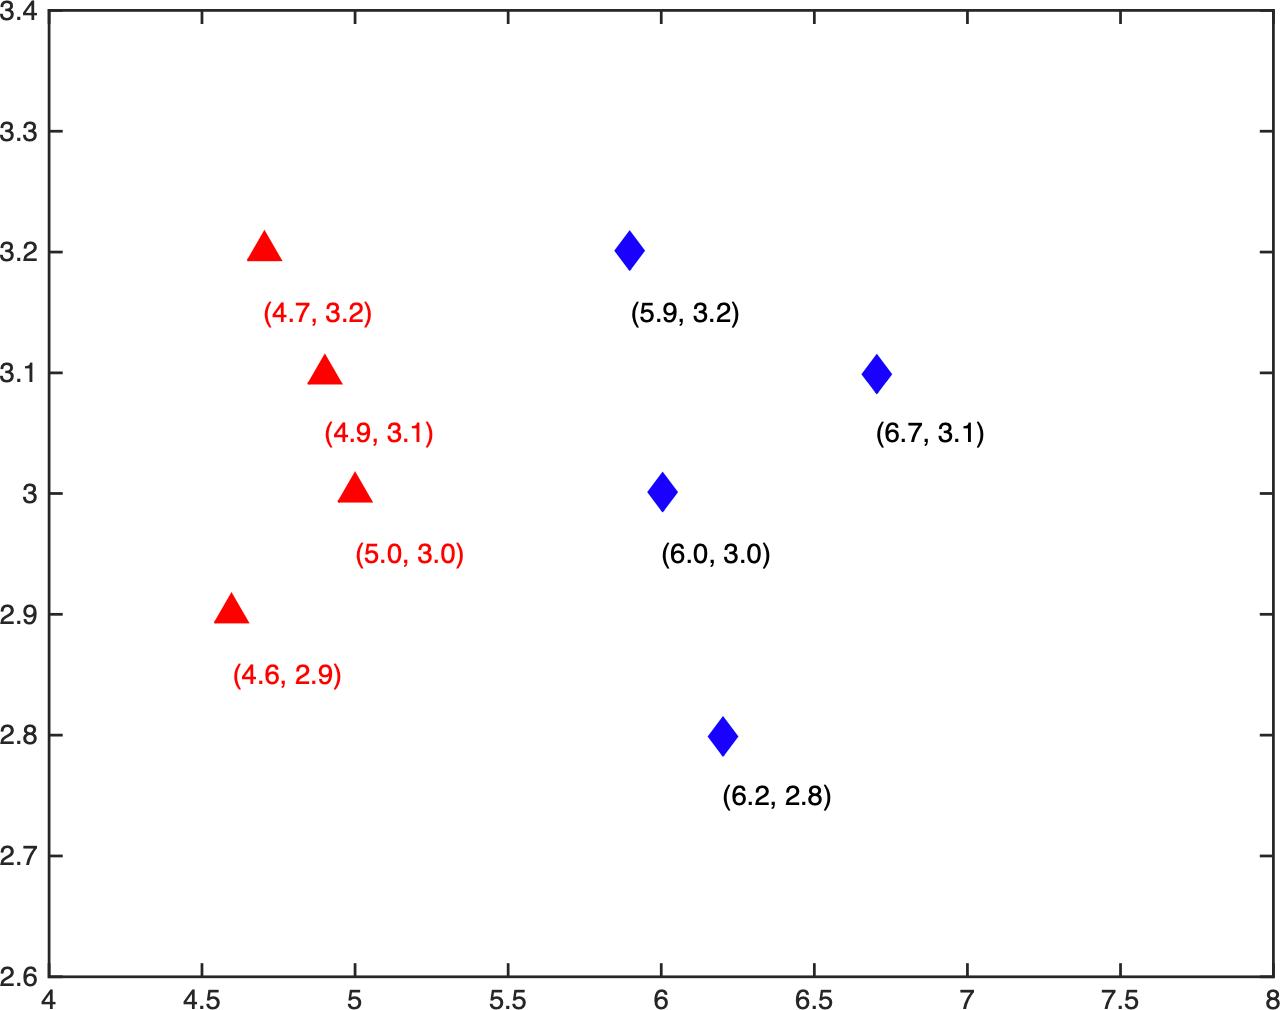 3.4
3.3
3.2
(4.7, 3.2) (5.9, 3.2)
3.1
(4.9, 3.1) (6.7, 3.1)
3
(5.0, 3.0) (6.0, 3.0)
2.9
(4.6, 2.9)
2.8
(6.2, 2.8)
2.7
2.6
4 4.5 5 5.5 6 6.5 7 7.5 8